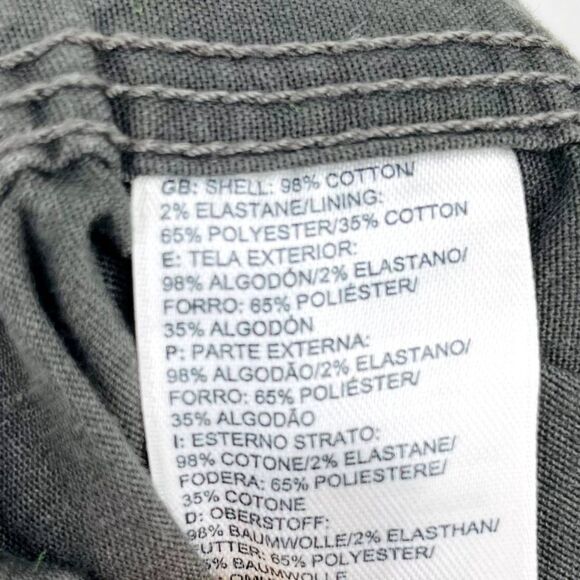 GB: SHELL: 98% COTTON/
2% ELASTANE/LINING:
65% POLYESTER/35% COTTON
E: TELA EXTERIOR:
98% ALGODÓN/2% ELASTANO/
FORRO: 65% POLIÉSTER/
35% ALGODÓN
P: PARTE EXTERNA:
98% ALGODÃO/2% ELASTANO/
FORRO: 65% POLIÉSTER/
35% ALGODÃO
I: ESTERNO STRATO:
98% COTONE/2% ELASTANE/
FODERA: 65% POLIESTERE/
35% COTONE
D: OBERSTOFF:
98% BAUMWOLLE/2% ELASTHAN/
FUTTER: 65% POLYESTER/
BAUMWOLLE